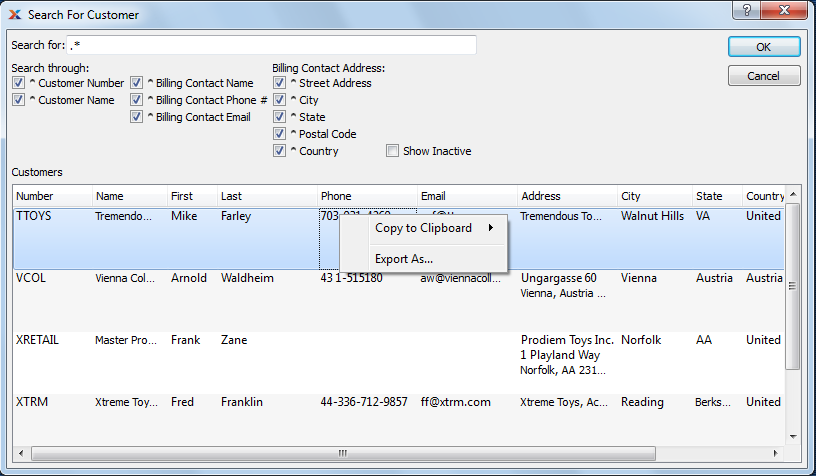 Search For Customer
Search for: .*
OK
Search through:
Billing Contact Address:
Cancel
^ Customer Number ^ Billing Contact Name ^ Street Address
^ Customer Name ^ Billing Contact Phone # ^ City
^ Billing Contact Email ^ State
^ Postal Code
^ Country Show Inactive
Customers
Number Name First Last Phone Email Address City State Country
TTOYS Tremendo... Mike Farley Tremendous To... Walnut Hills VA United
Copy to Clipboard
Export As...
VCOL Vienna Col... Arnold Waldheim 43 1-515180 aw@viennacoll... Ungargasse 60 Vienna Austria Austria
Vienna, Austria ...
XRETAIL Master Pro... Frank Zane Prodiem Toys Inc. Norfolk AA United
1 Playland Way
Norfolk, AA 231...
XTRM Xtreme Toy... Fred Franklin 44-336-712-9857 ff@xtrm.com Xtreme Toys, Ac... Reading Berks... United